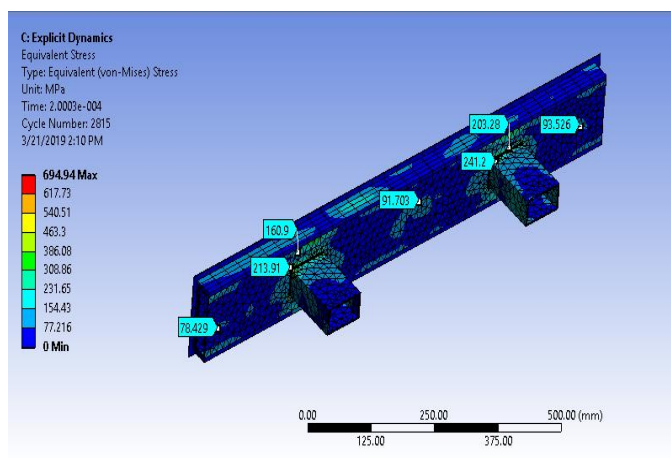 C: Explicit Dynamics
Equivalent Stress
Type: Equivalent (von-Mises) Stress
Unit: MPa
Time: 2.0003e-004
Cycle Number: 2815
3/21/2019 2:10 PM
694.94 Max
617.73
540.51
463.3
386.08
308.86
231.65
154.43
77.216
0 Min
203.28
93.526
241.2
91.703
160.9
213.91
78.429
0.00
250.00
500.00 (mm)
125.00
375.00